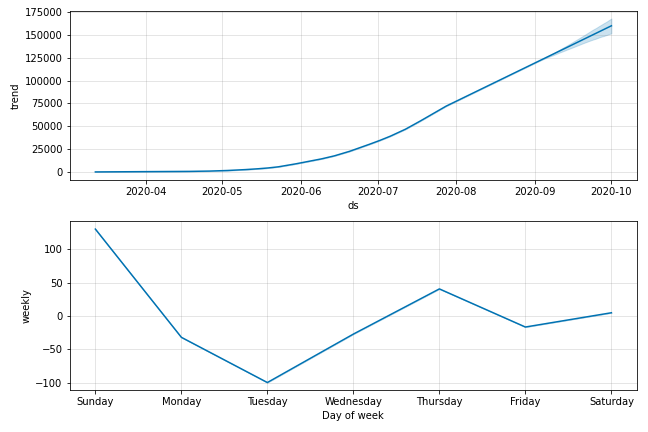 175000
150000
125000
100000
75000
50000
25000
0
trend
2020-04 2020-05 2020-06 2020-07 2020-08 2020-09 2020-10
ds
100
50
0
−50
−100
weekly
Sunday Monday Tuesday Wednesday Thursday Friday Saturday
Day of week